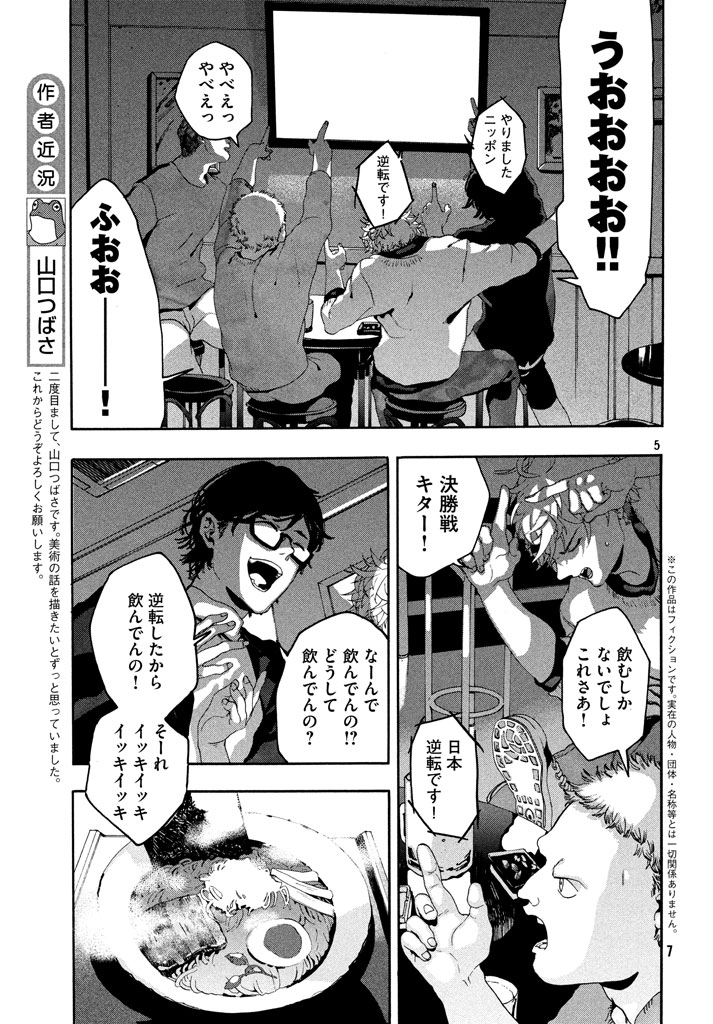 うおおおお!!
やりました
ニッポン
逆転です!
やべえっ
やべえっ
ふおお――!
5
決勝戦
キター!
飲むしか
ないでしょ
これさあ!
日本
逆転です!
なーんで
飲んでんの!?
どうして
飲んでんの?
逆転したから
飲んでんの!
そーれ
イッキイッキ
イッキイッキ
※この作品はフィクションです。実在の人物・団体・名称等とは一切関係ありません。
7
作者近況
山口つばさ
二度目まして、山口つばさです。美術の話を描きたいとずっと思っていました。
これからどうぞよろしくお願いします。